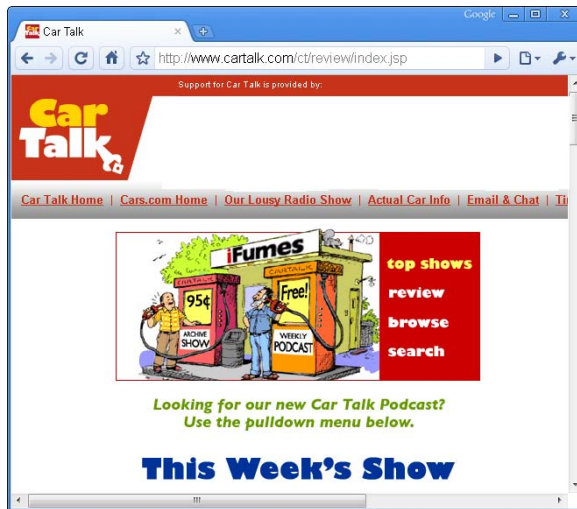 Google
Car Talk
http://www.cartalk.com/ct/review/index.jsp
Support for Car Talk is provided by:
Car
Talk
Car Talk Home | Cars.com Home | Our Lousy Radio Show | Actual Car Info | Email & Chat |
iFumes
CARTALK
CARTALK
95¢
Free!
ARCHIVE
SHOW
WEEKLY
PODCAST
top shows
review
browse
search
Looking for our new Car Talk Podcast?
Use the pulldown menu below.
This Week's Show